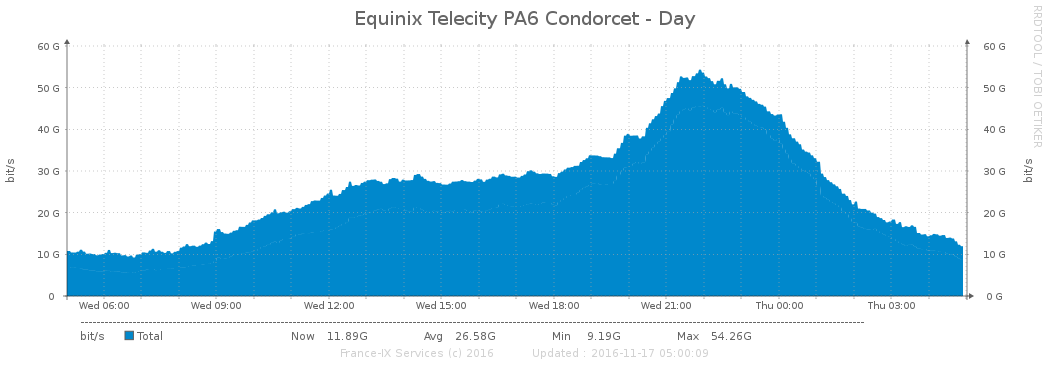 Equinix Telecity PA6 Condorcet - Day
RRDTOOL / TOBI OETIKER
60 G 60 G
50 G 50 G
40 G 40 G
30 G 30 G
20 G 20 G
10 G 10 G
0 0 G
bit/s
bit/s
Wed 06:00 Wed 09:00 Wed 12:00 Wed 15:00 Wed 18:00 Wed 21:00 Thu 00:00 Thu 03:00
bit/s Total Now 11.89G Avg 26.58G Min 9.19G Max 54.26G
France-IX Services (c) 2016 Updated : 2016-11-17 05:00:09